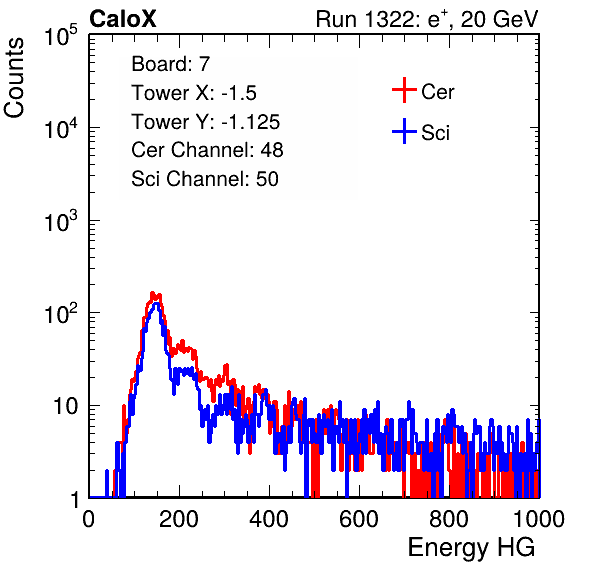 CaloX Run 1322: e⁺, 20 GeV
Counts
Board: 7
Tower X: -1.5
Tower Y: -1.125
Cer Channel: 48
Sci Channel: 50
Cer
Sci
10⁵
10⁴
10³
10²
10
1
0 200 400 600 800 1000
Energy HG